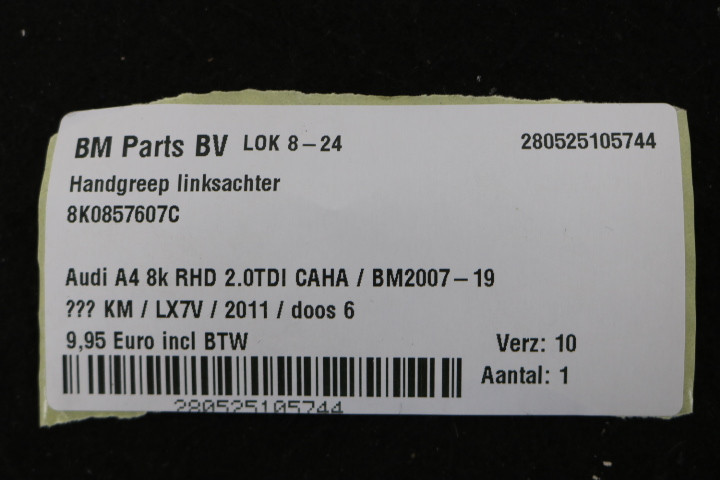 BM Parts BV LOK 8-24 280525105744
Handgreep linksachter
8K0857607C
Audi A4 8k RHD 2.0TDI CAHA / BM2007-19
??? KM / LX7V / 2011 / doos 6
9,95 Euro incl BTW Verz: 10
Aantal: 1
280525105744